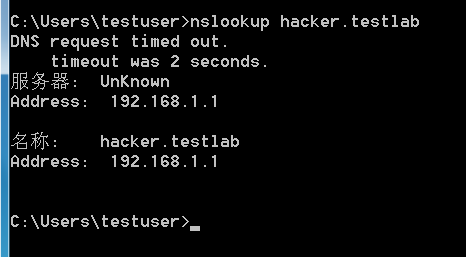 C:\Users\testuser>nslookup hacker.testlab
DNS request timed out.
    timeout was 2 seconds.
服务器:  UnKnown
Address:  192.168.1.1

名称:    hacker.testlab
Address:  192.168.1.1

C:\Users\testuser>_